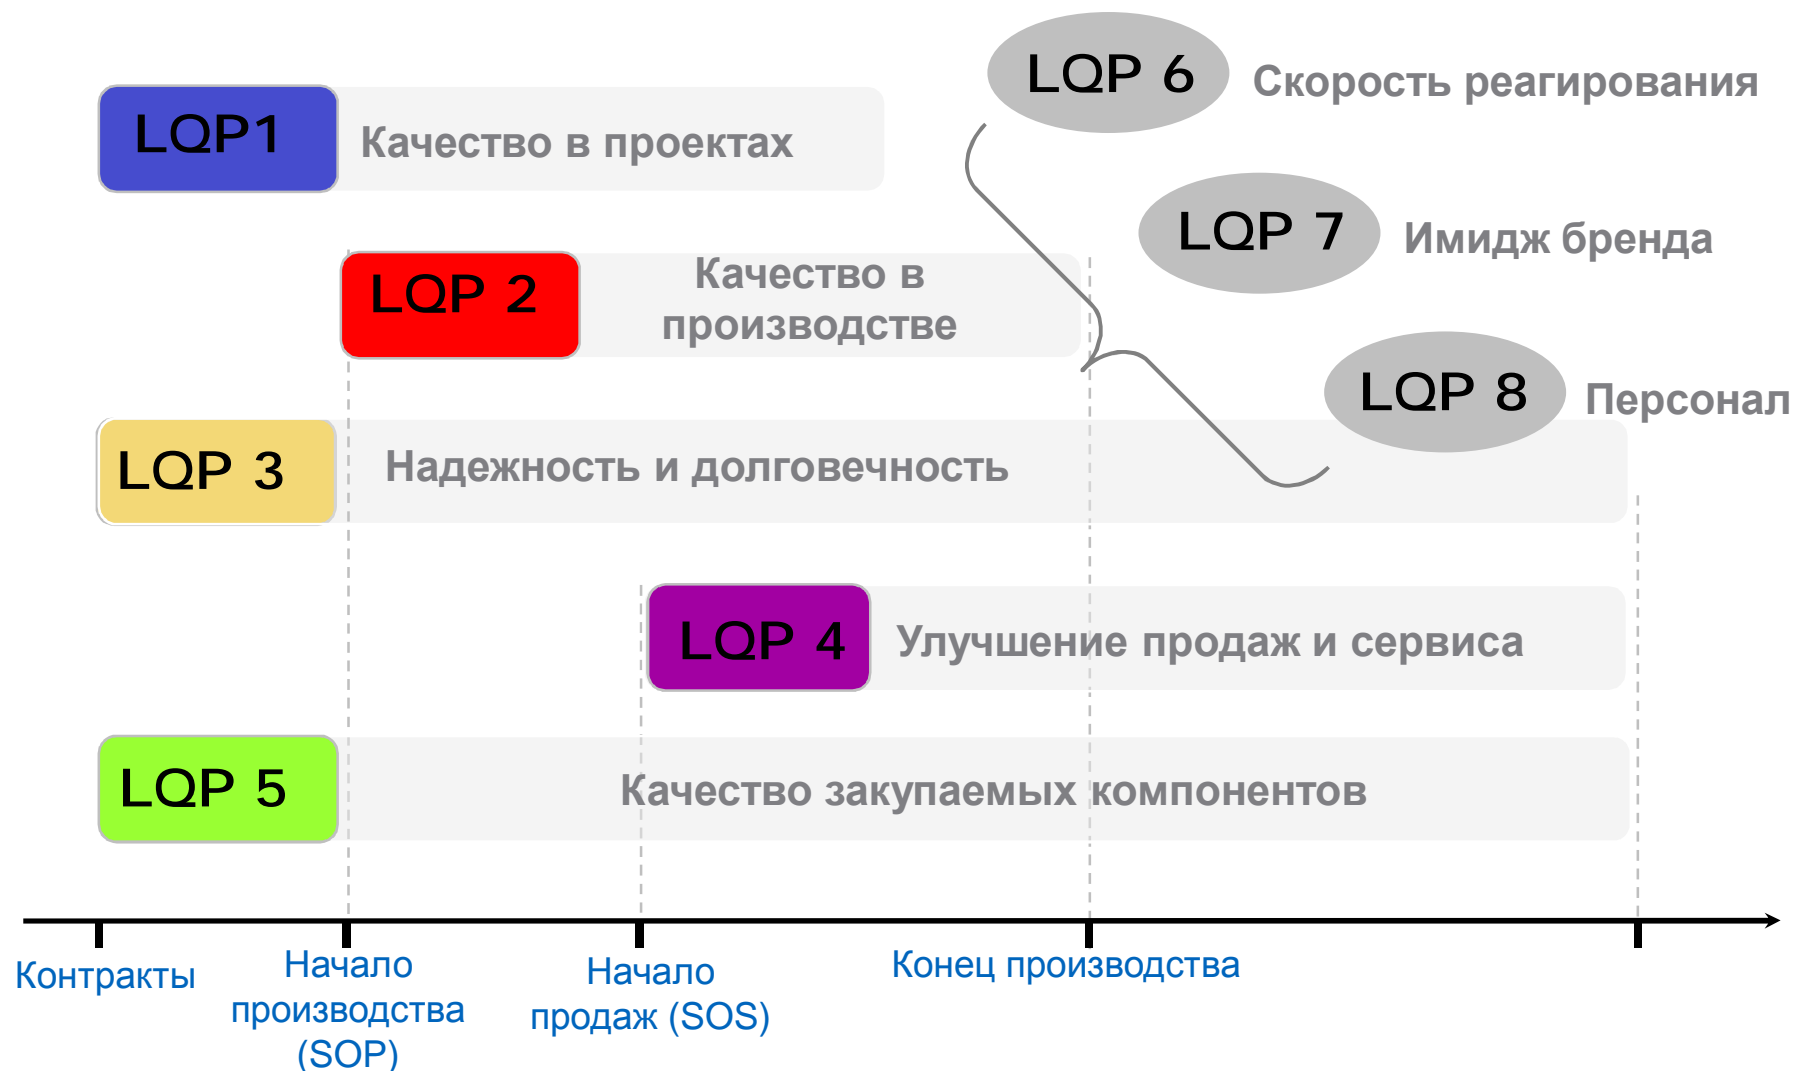 LQP 6
Скорость реагирования
LQP1
Качество в проектах
LQP 7
Имидж бренда
LQP 2
Качество в
производстве
LQP 8
Персонал
LQP 3
Надежность и долговечность
LQP 4
Улучшение продаж и сервиса
LQP 5
Качество закупаемых компонентов
Контракты
Начало
производства
(SOP)
Начало
продаж (SOS)
Конец производства